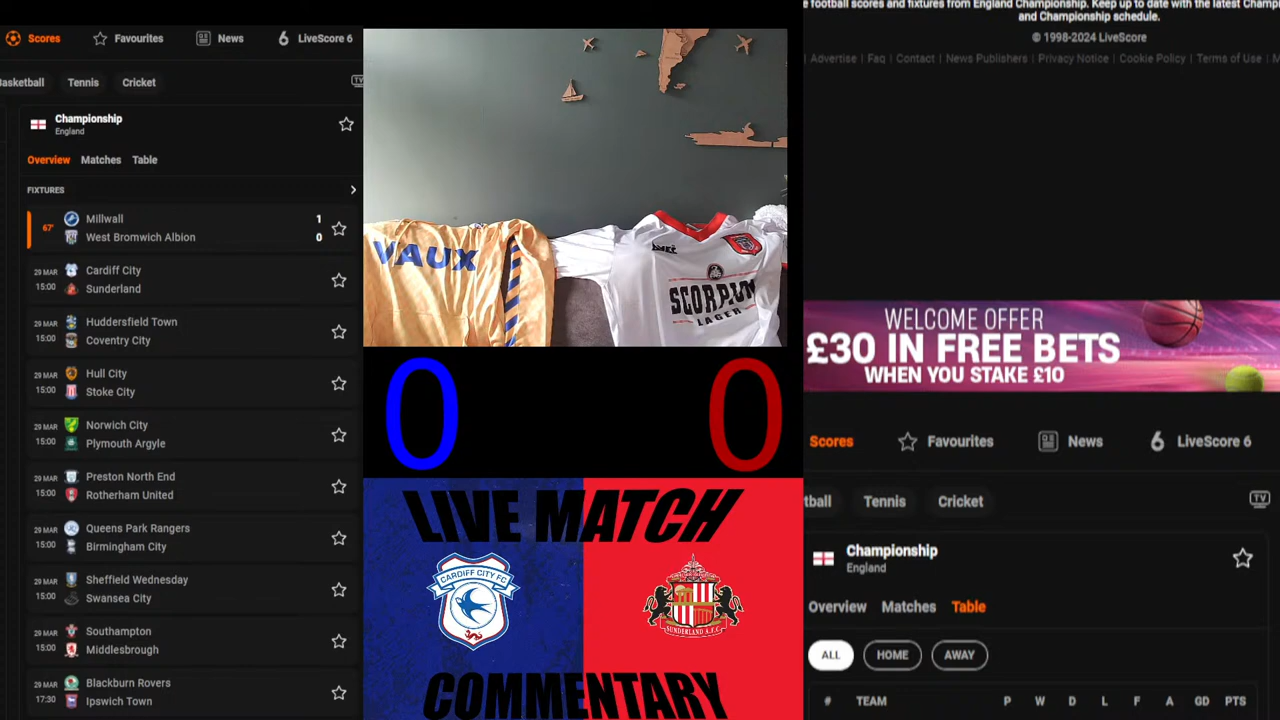 Scores
Favourites
News
6
LiveScore 6
Basketball
Tennis
Cricket
TV
Championship
England
Overview
Matches
Table
FIXTURES
67'
Millwall
1
West Bromwich Albion
0
29 MAR
15:00
Cardiff City
Sunderland
29 MAR
15:00
Huddersfield Town
Coventry City
29 MAR
15:00
Hull City
Stoke City
29 MAR
15:00
Norwich City
Plymouth Argyle
29 MAR
15:00
Preston North End
Rotherham United
29 MAR
15:00
Queens Park Rangers
Birmingham City
29 MAR
15:00
Sheffield Wednesday
Swansea City
29 MAR
15:00
Southampton
Middlesbrough
29 MAR
17:30
Blackburn Rovers
Ipswich Town
VAUX
SCORPION
LAGER
0
0
LIVE MATCH
CARDIFF CITY FC
SUNDERLAND A.F.C
COMMENTARY
e football scores and fixtures from England Championship. Keep up to date with the latest Champi
and Championship schedule.
© 1998-2024 LiveScore
Advertise | Faq | Contact | News Publishers | Privacy Notice | Cookie Policy | Terms of Use | M
WELCOME OFFER
£30 IN FREE BETS
WHEN YOU STAKE £10
Scores
Favourites
News
6
LiveScore 6
tball
Tennis
Cricket
TV
Championship
England
Overview
Matches
Table
ALL
HOME
AWAY
# TEAM P W D L F A GD PTS